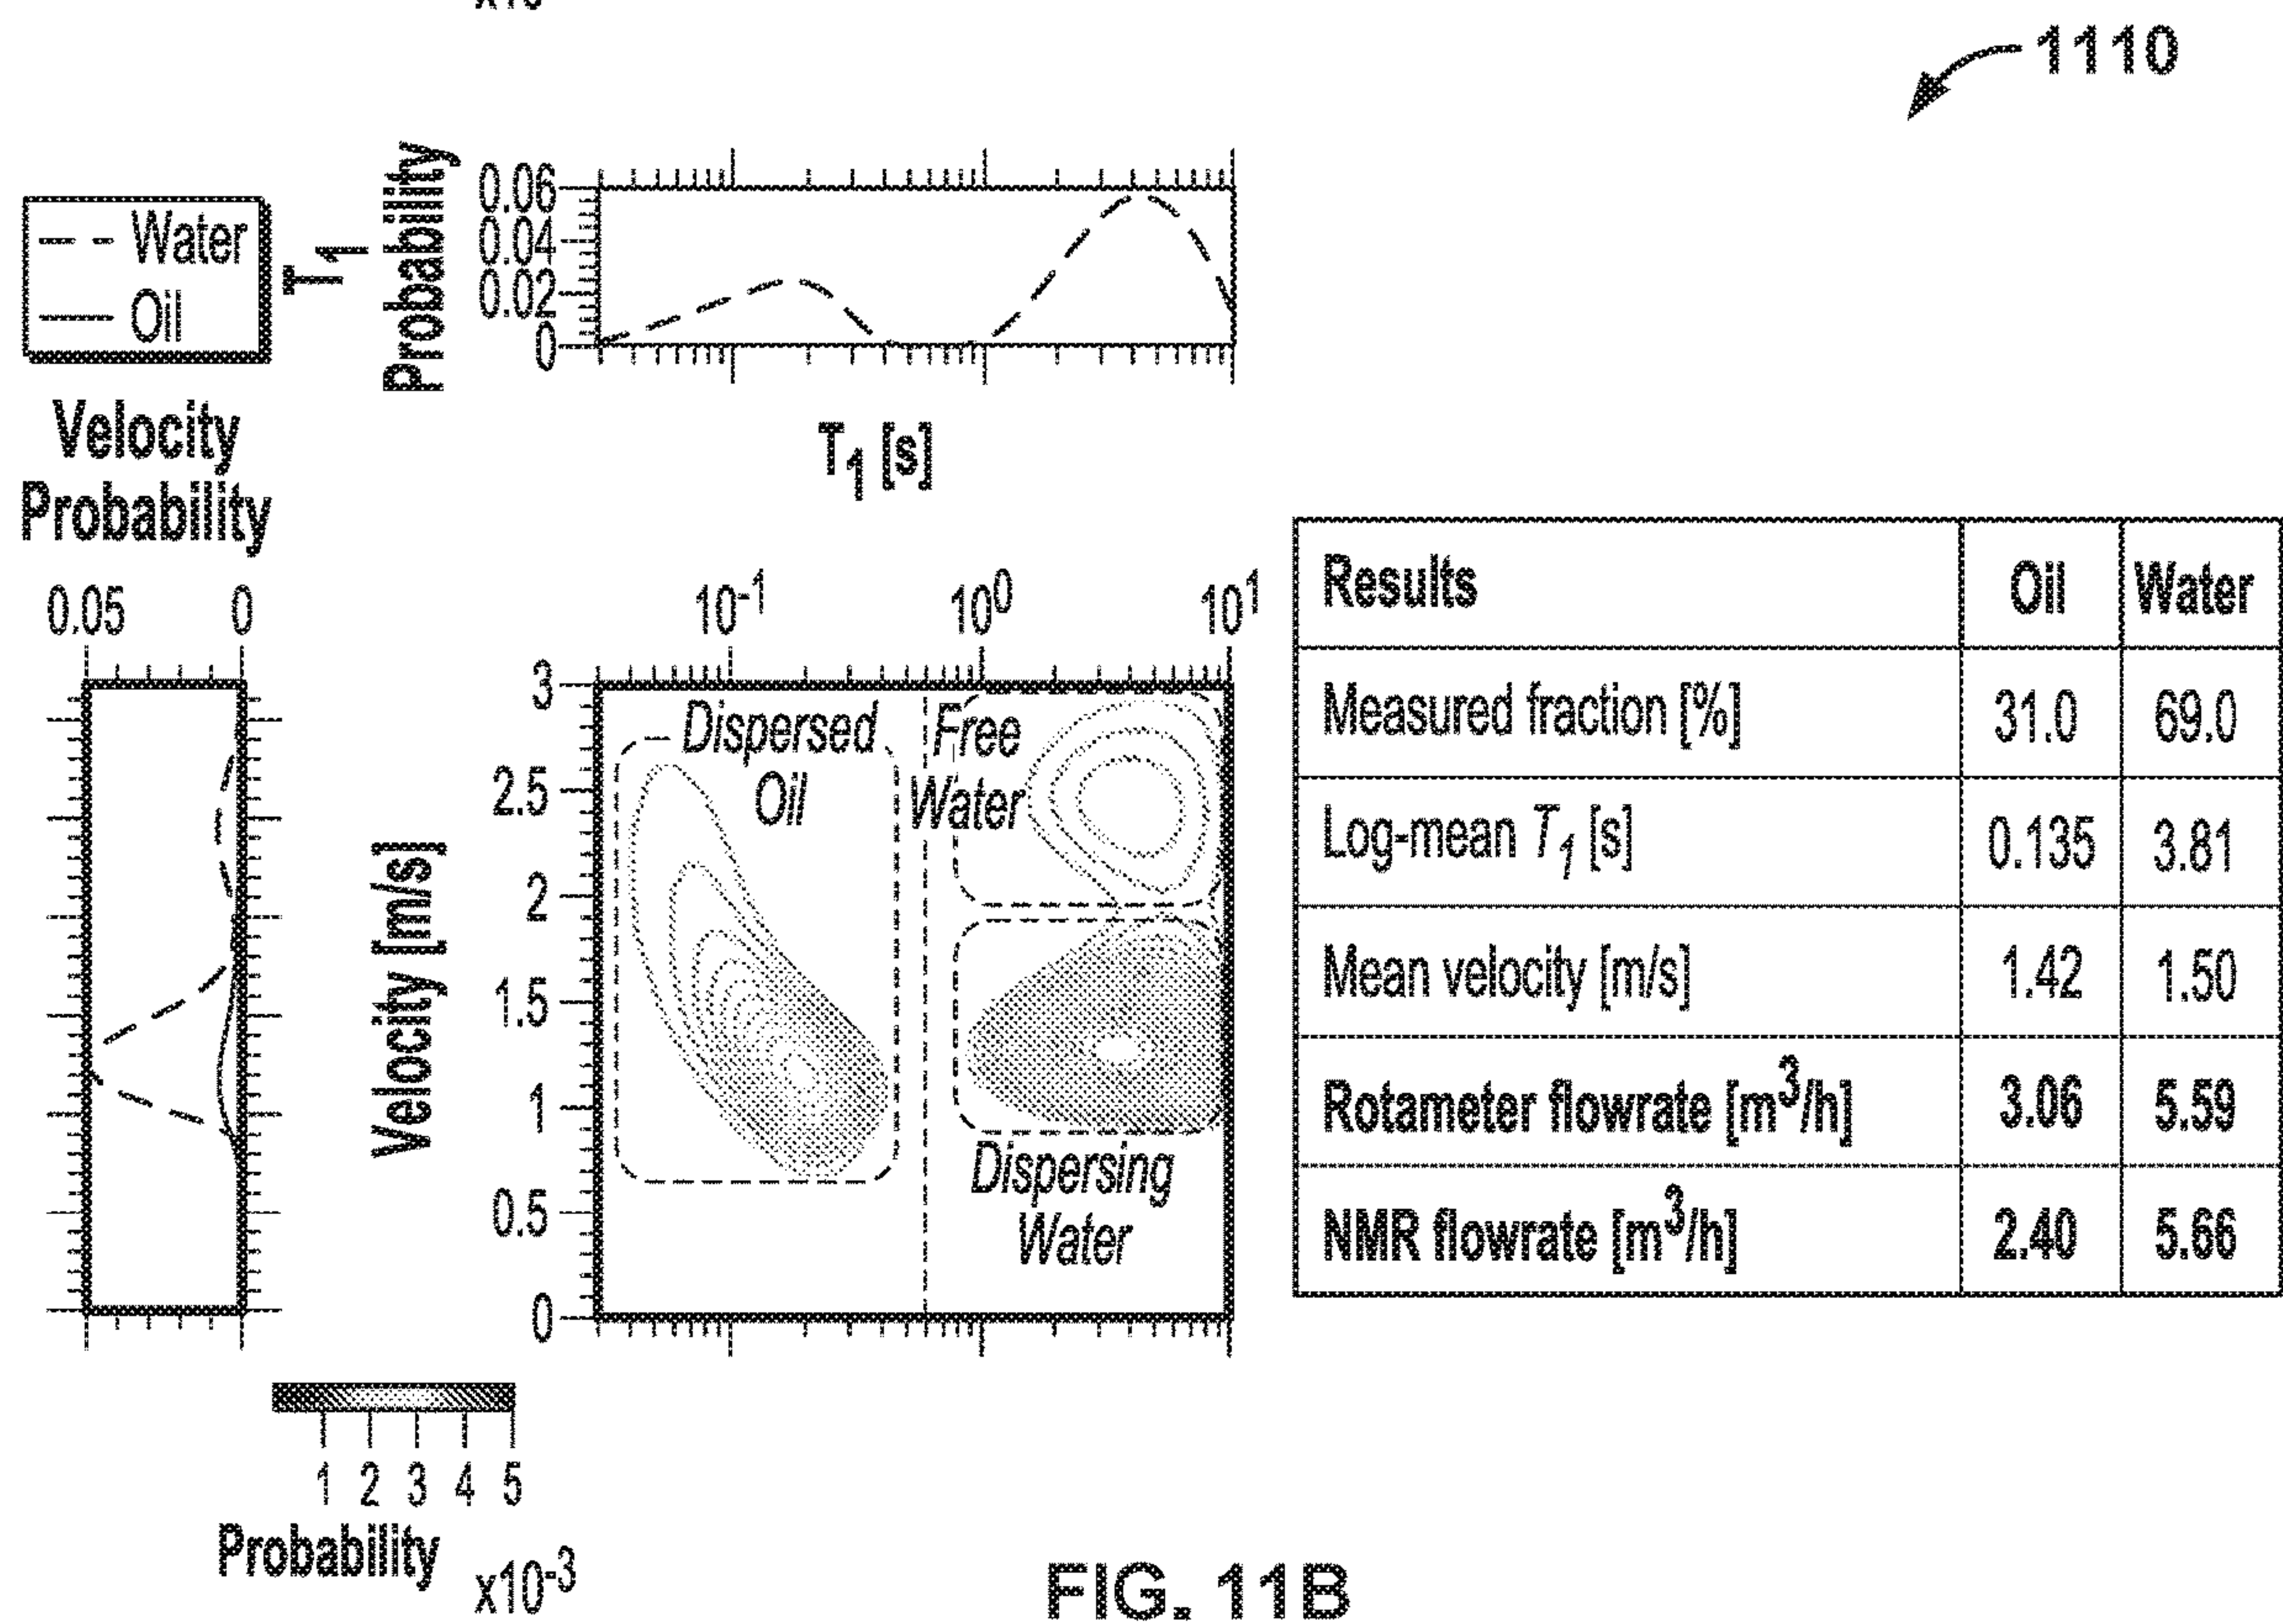 1110
Water
Oil
T1
Probability
0.06
0.04
0.02
0
T1 [s]
Velocity
Probability
0.05 0
10-1 100 101
Velocity [m/s]
3
2.5
2
1.5
1
0.5
0
Dispersed
Oil
Free
Water
Dispersing
Water
Results Oil Water
Measured fraction [%] 31.0 69.0
Log-mean T1 [s] 0.135 3.81
Mean velocity [m/s] 1.42 1.50
Rotameter flowrate [m3/h] 3.06 5.59
NMR flowrate [m3/h] 2.40 5.66
1 2 3 4 5
Probability
x10-3
FIG. 11B